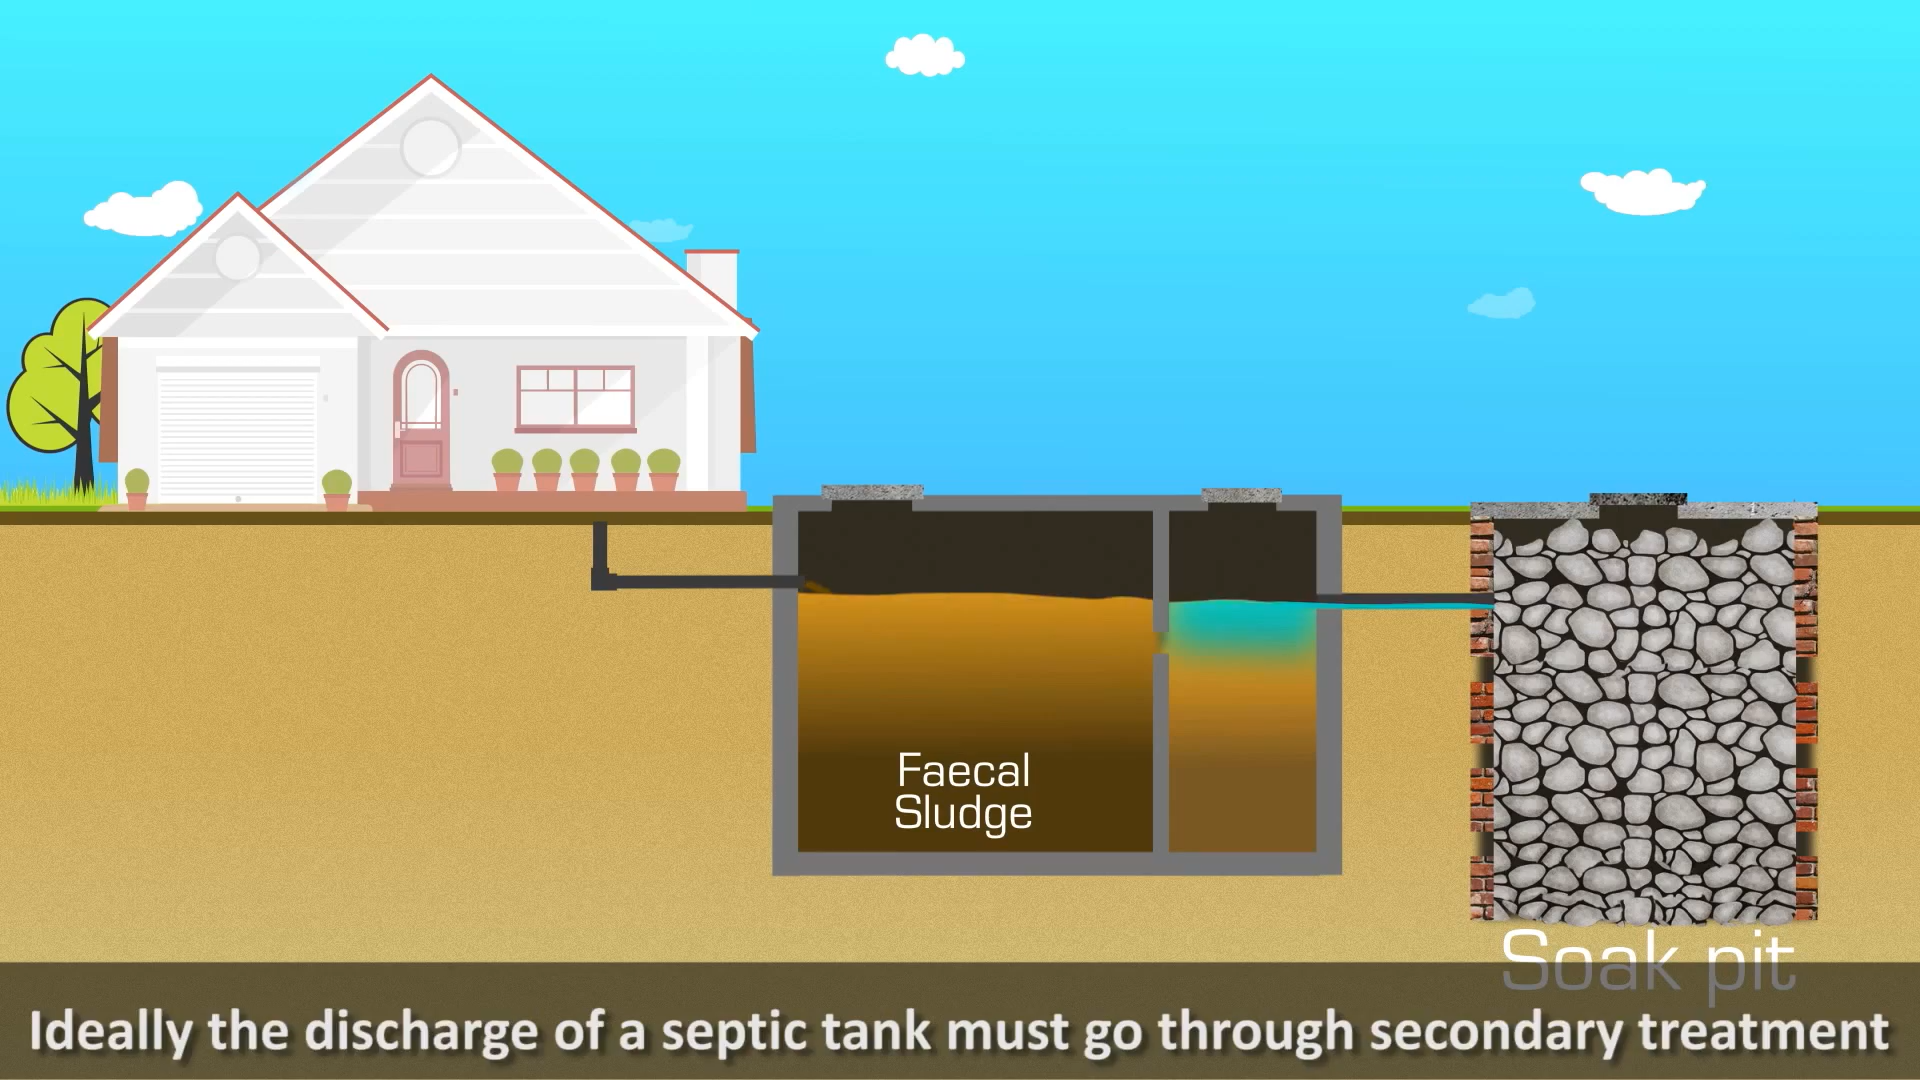 Faecal
Sludge
Soak pit
Ideally the discharge of a septic tank must go through secondary treatment